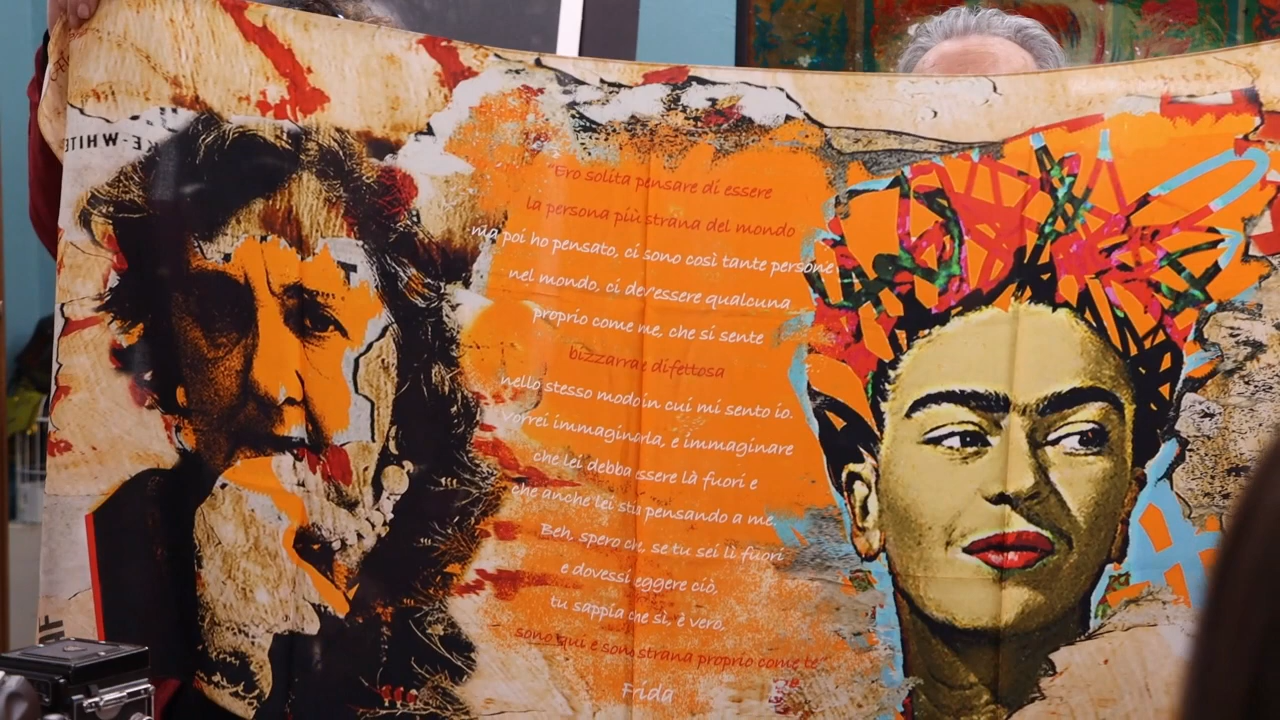 KE-WHITE
"Ero solita pensare di essere
la persona più strana del mondo
ma poi ho pensato, ci sono così tante persone
nel mondo, ci dev'essere qualcuna
proprio come me, che si sente
bizzarra e difettosa
nello stesso modo in cui mi sento io.
Vorrei immaginarla, e immaginare
che lei debba essere là fuori e
che anche lei stia pensando a me.
Beh, spero che, se tu sei lì fuori
e dovessi leggere ciò,
tu sappia che sì, è vero,
sono qui e sono strana proprio come te"
Frida